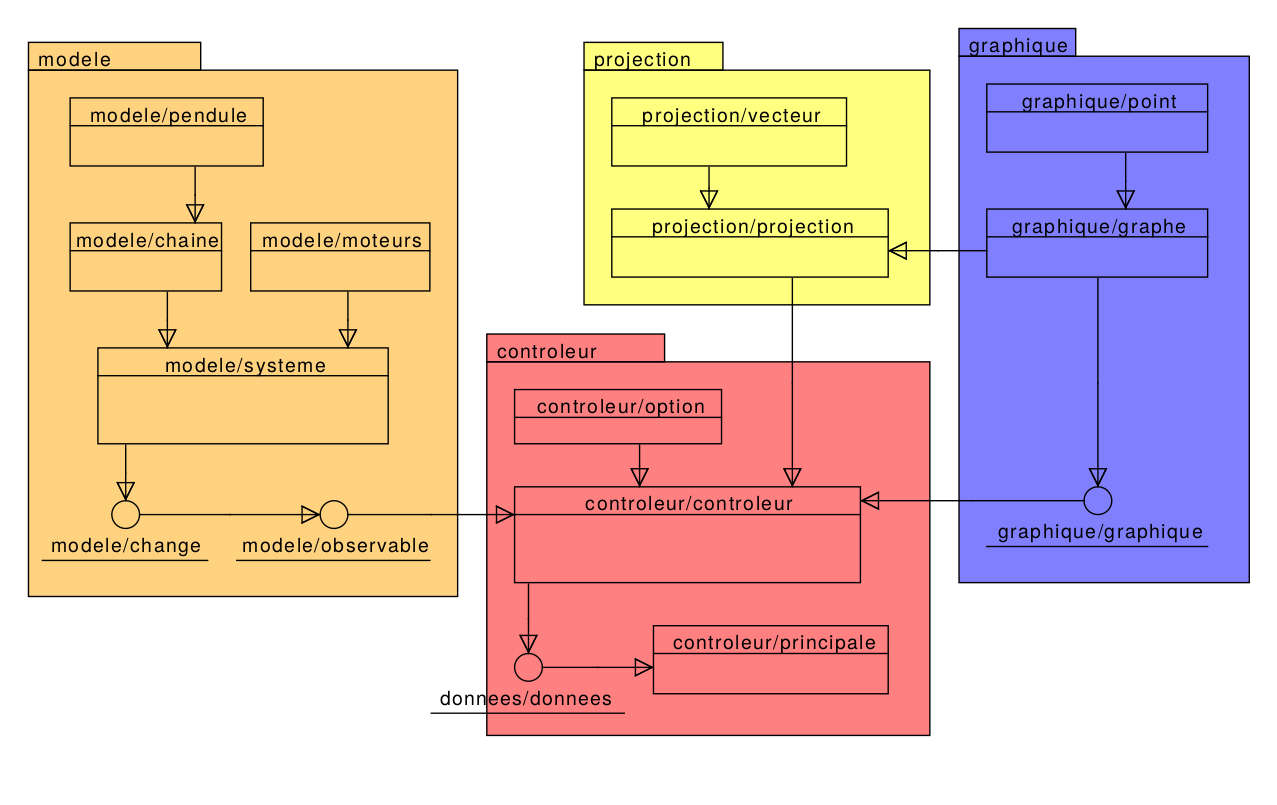 modele
modele/pendule
modele/chaine
modele/moteurs
modele/systeme
modele/change
modele/observable
projection
projection/vecteur
projection/projection
controleur
controleur/option
controleur/controleur
controleur/principale
donnees/donnees
graphique
graphique/point
graphique/graphe
graphique/graphique